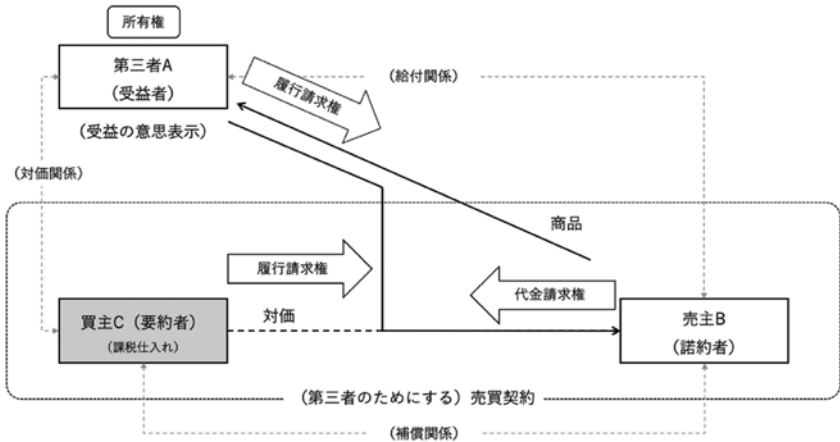 所有権
第三者A
（受益者）
（受益の意思表示）
履行請求権
（給付関係）
（対価関係）
商品
履行請求権
代金請求権
買主C（要約者）
（課税仕入れ）
対価
売主B
（諾約者）
（第三者のためにする）売買契約
（補償関係）